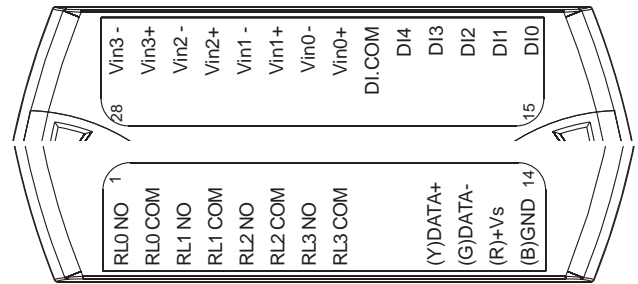 Vin3 -
Vin3+
Vin2 -
Vin2+
Vin1 -
Vin1+
Vin0 -
Vin0+
DI.COM
DI4
DI3
DI2
DI1
DI0
28
15
1
14
RL0 NO
RL0 COM
RL1 NO
RL1 COM
RL2 NO
RL2 COM
RL3 NO
RL3 COM
(Y)DATA+
(G)DATA-
(R)+Vs
(B)GND